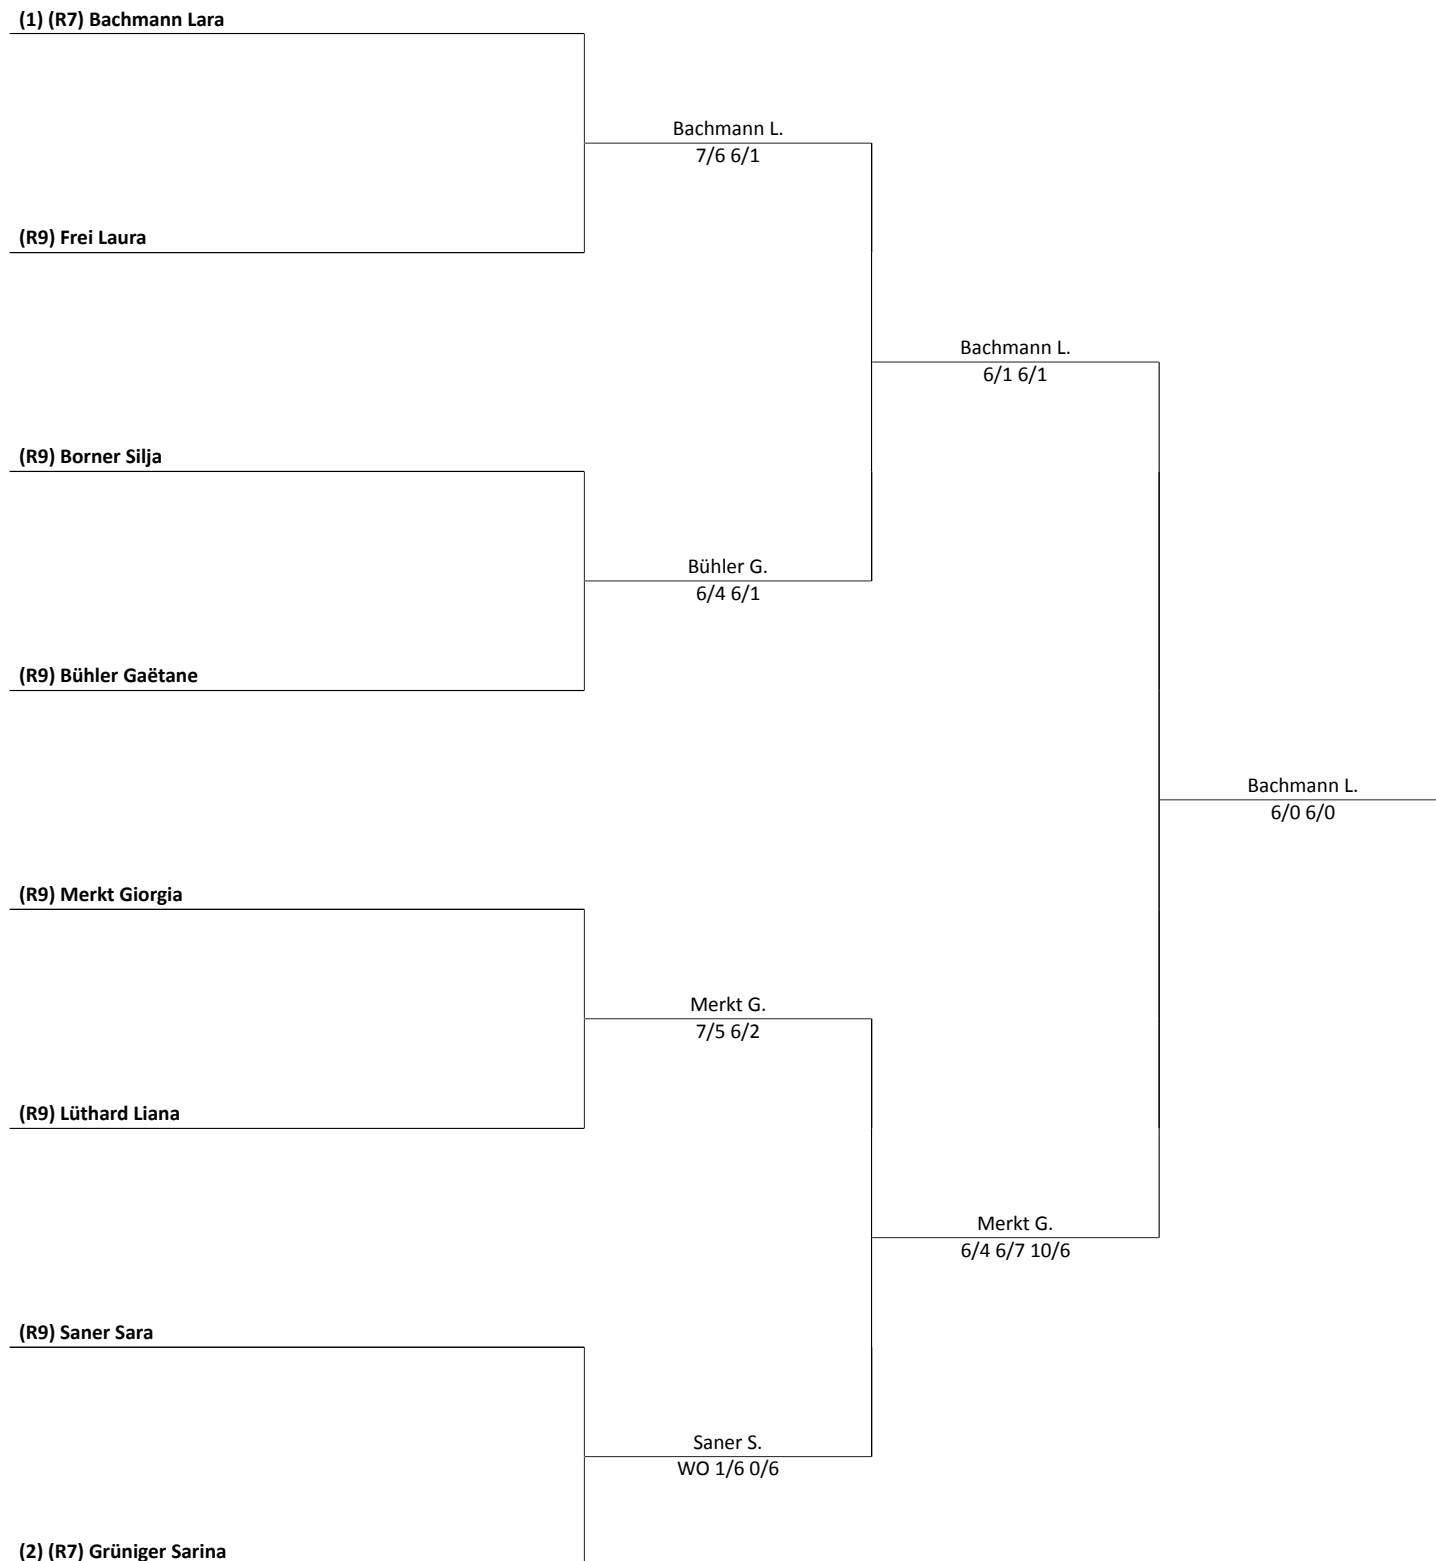 (1) (R7) Bachmann Lara
Bachmann L.
7/6 6/1
(R9) Frei Laura
Bachmann L.
6/1 6/1
(R9) Borner Silja
Bühler G.
6/4 6/1
(R9) Bühler Gaëtane
Bachmann L.
6/0 6/0
(R9) Merkt Giorgia
Merkt G.
7/5 6/2
(R9) Lüthard Liana
Merkt G.
6/4 6/7 10/6
(R9) Saner Sara
Saner S.
WO 1/6 0/6
(2) (R7) Grüniger Sarina